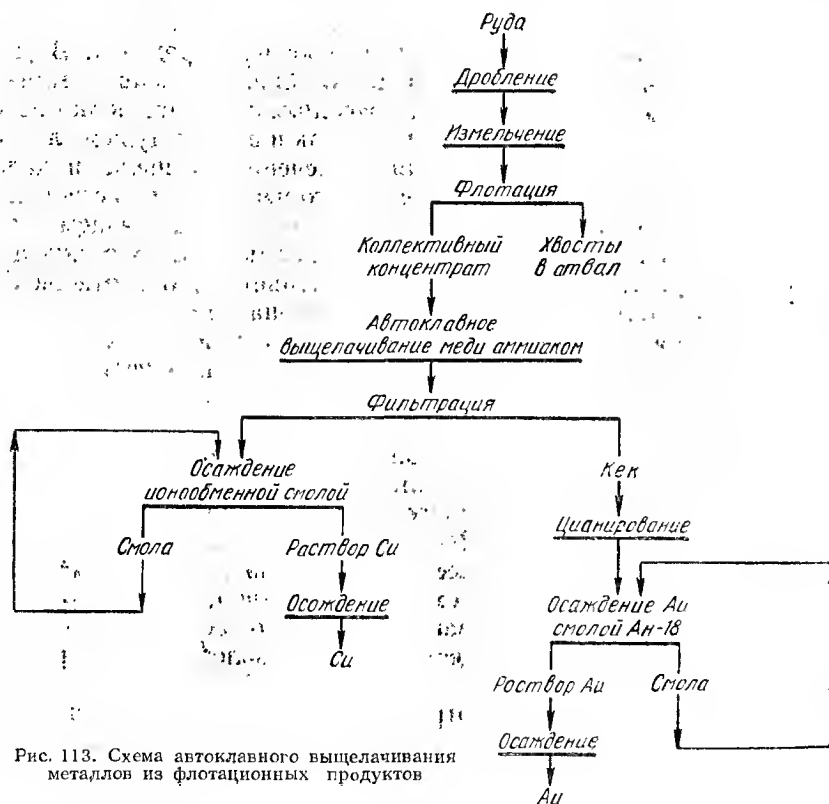 Руда
Дробление
Измельчение
Флотация
Коллективный
концентрат
Хвосты
в отвал
Автоклавное
выщелачивание меди аммиаком
Фильтрация
Осаждение
ионообменной смолой
Кек
Цианирование
Смола
Раствор Cu
Осождение
Cu
Осаждение Au
смолой Ан-18
Роствор Au
Смола
Осаждение
Au
Рис. 113. Схема автоклавного выщелачивания
металлов из флотационных продуктов